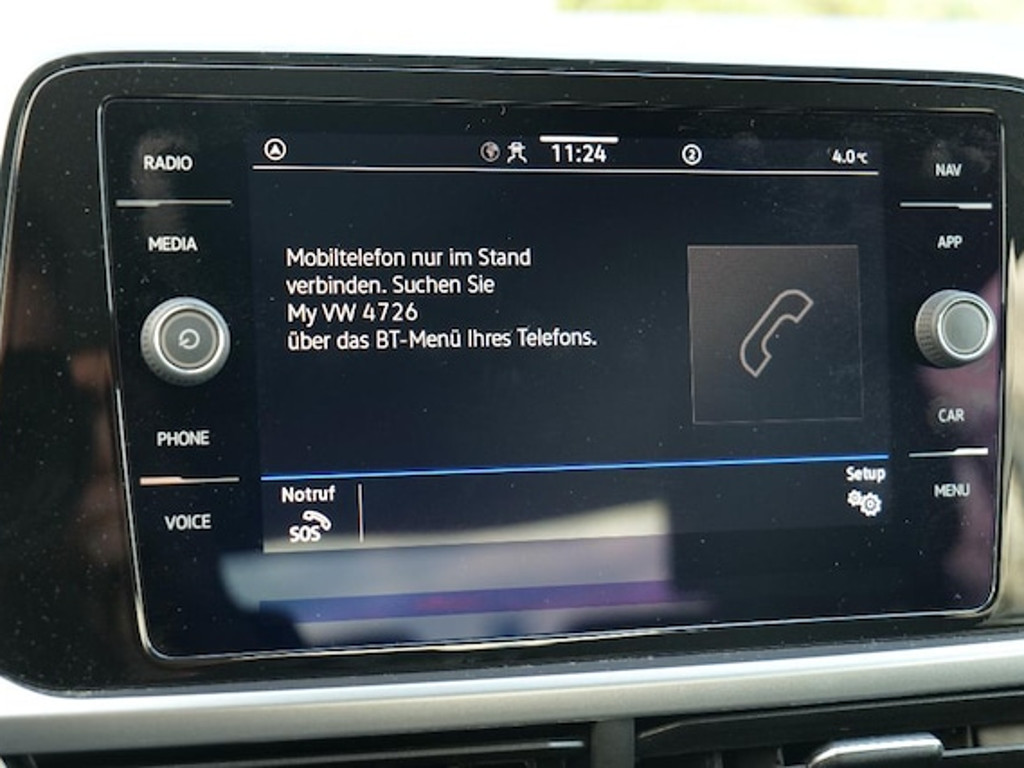 RADIO
MEDIA
PHONE
VOICE
11:24
2
4.0°C
Mobiltelefon nur im Stand
verbinden. Suchen Sie
My VW 4726
über das BT-Menü Ihres Telefons.
Notruf
SOS
Setup
NAV
APP
CAR
MENU